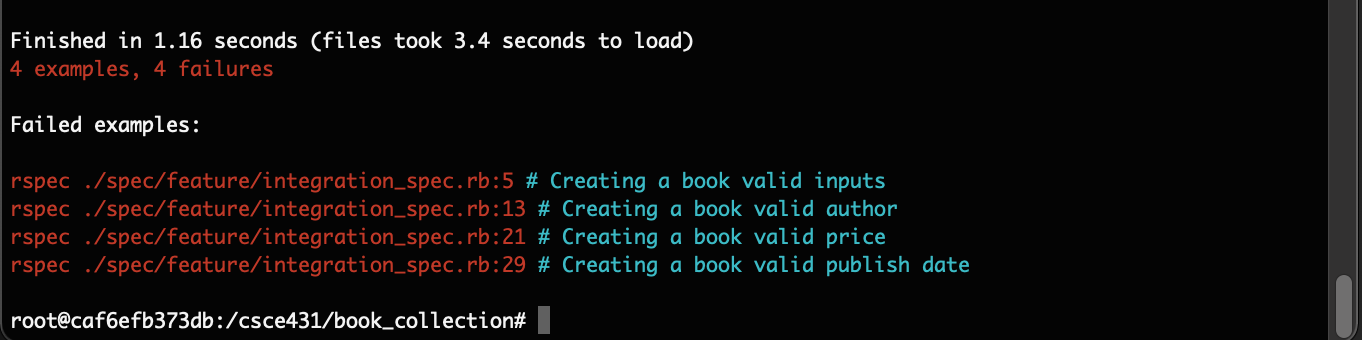 Finished in 1.16 seconds (files took 3.4 seconds to load)
4 examples, 4 failures
Failed examples:
rspec ./spec/feature/integration_spec.rb:5 # Creating a book valid inputs
rspec ./spec/feature/integration_spec.rb:13 # Creating a book valid author
rspec ./spec/feature/integration_spec.rb:21 # Creating a book valid price
rspec ./spec/feature/integration_spec.rb:29 # Creating a book valid publish date
root@caf6efb373db:/csce431/book_collection#